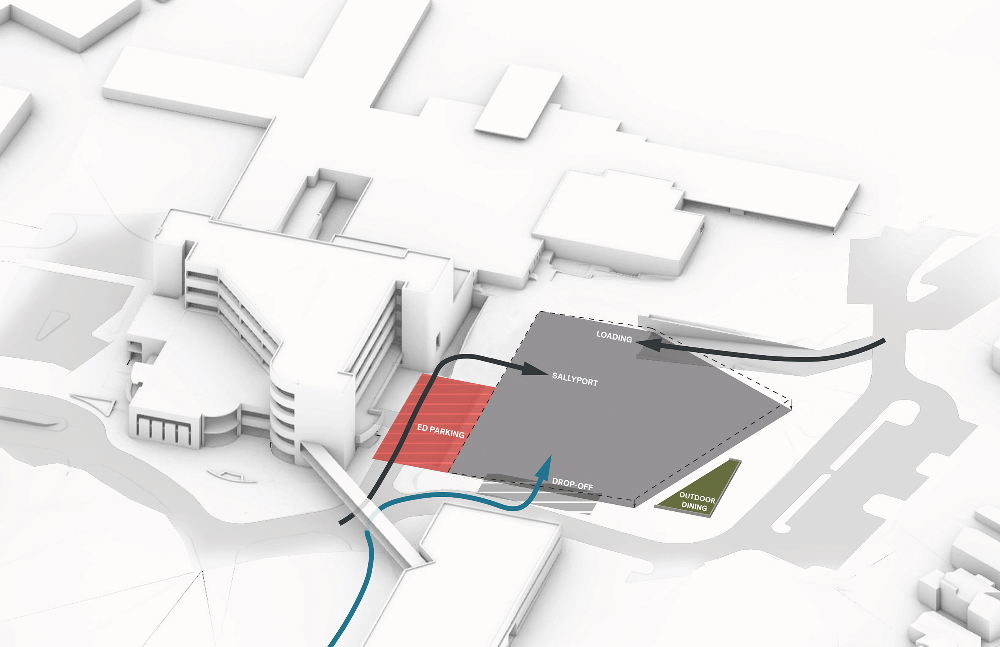 LOADING
SALLYPORT
ED PARKING
DROP-OFF
OUTDOOR
DINING